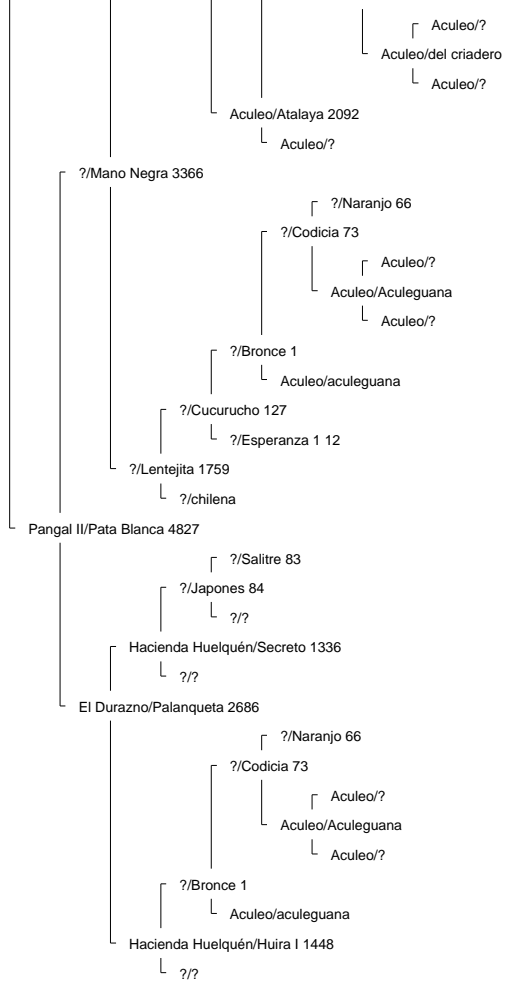 Aculeo/?
Aculeo/del criadero
Aculeo/?
Aculeo/Atalaya 2092
Aculeo/?
?/Mano Negra 3366
?/Naranjo 66
?/Codicia 73
Aculeo/?
Aculeo/Aculeguana
Aculeo/?
?/Bronce 1
Aculeo/aculeguana
?/Cucurucho 127
?/Esperanza 1 12
?/Lentejita 1759
?/chilena
Pangal II/Pata Blanca 4827
?/Salitre 83
?/Japones 84
?/?
Hacienda Huelquén/Secreto 1336
?/?
El Durazno/Palanqueta 2686
?/Naranjo 66
?/Codicia 73
Aculeo/?
Aculeo/Aculeguana
Aculeo/?
?/Bronce 1
Aculeo/aculeguana
Hacienda Huelquén/Huira I 1448
?/?